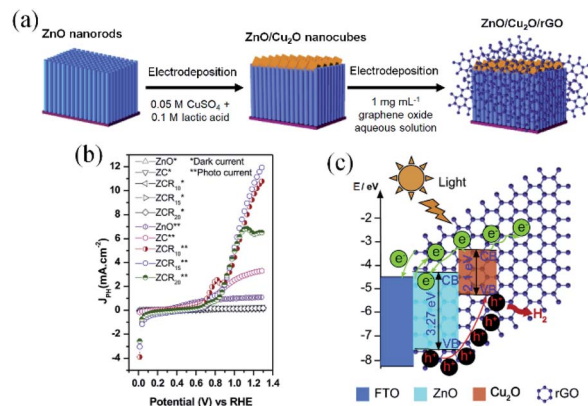 (a)
ZnO nanorods
ZnO/Cu₂O nanocubes
ZnO/Cu₂O/rGO
Electrodeposition
0.05 M CuSO₄ +
0.1 M lactic acid
Electrodeposition
1 mg mL⁻¹
graphene oxide
aqueous solution
(b)
J_PH (mA.cm⁻²)
12
10
8
6
4
2
0
-2
-4
ZnO* *Dark current
ZC* **Photo current
ZCR₁₀*
ZCR₁₅*
ZCR₂₀*
ZnO**
ZC**
ZCR₁₀**
ZCR₁₅**
ZCR₂₀**
0.0 0.2 0.4 0.6 0.8 1.0 1.2 1.4
Potential (V) vs RHE
(c)
Light
E / eV
-2
-3
-4
-5
-6
-7
-8
e⁻
e⁻
e⁻
e⁻
e⁻
CB
CB
3.27 eV
VB
VB
h⁺
h⁺
h⁺
h⁺
h⁺
H₂
FTO
ZnO
Cu₂O
rGO